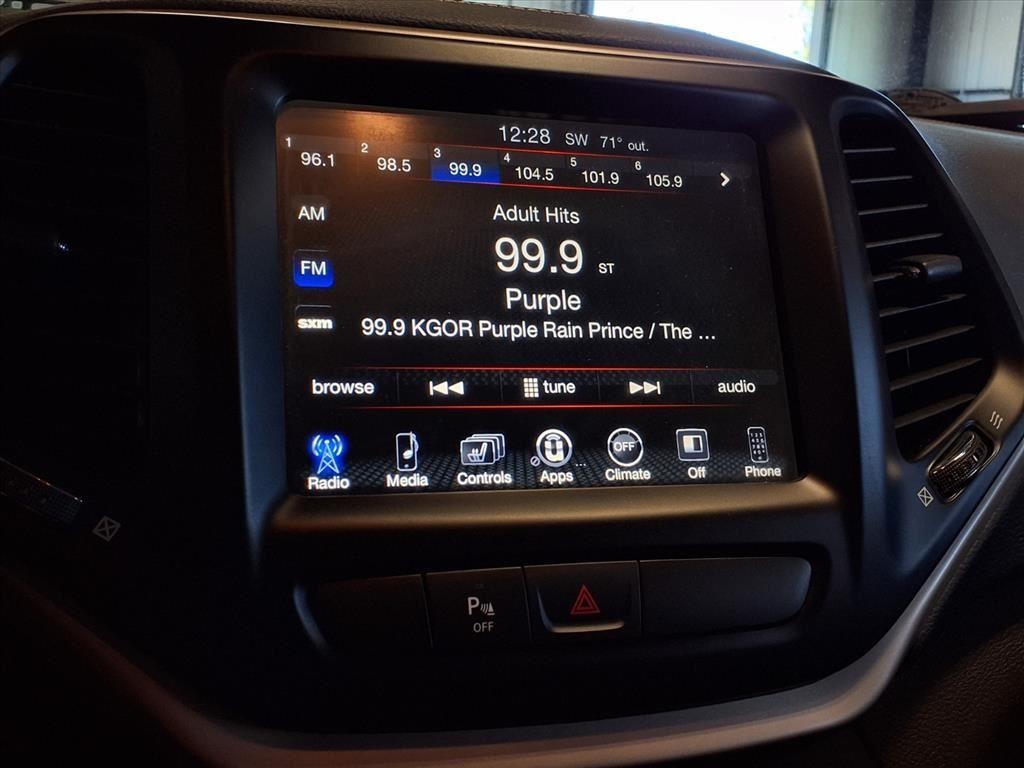 12:28 SW 71° out.
1 96.1 2 98.5 3 99.9 4 104.5 5 101.9 6 105.9
AM
Adult Hits
FM
99.9 ST
Purple
sxm
99.9 KGOR Purple Rain Prince / The ...
browse tune audio
OFF
Radio Media Controls Apps ... Climate Off Phone
P
OFF